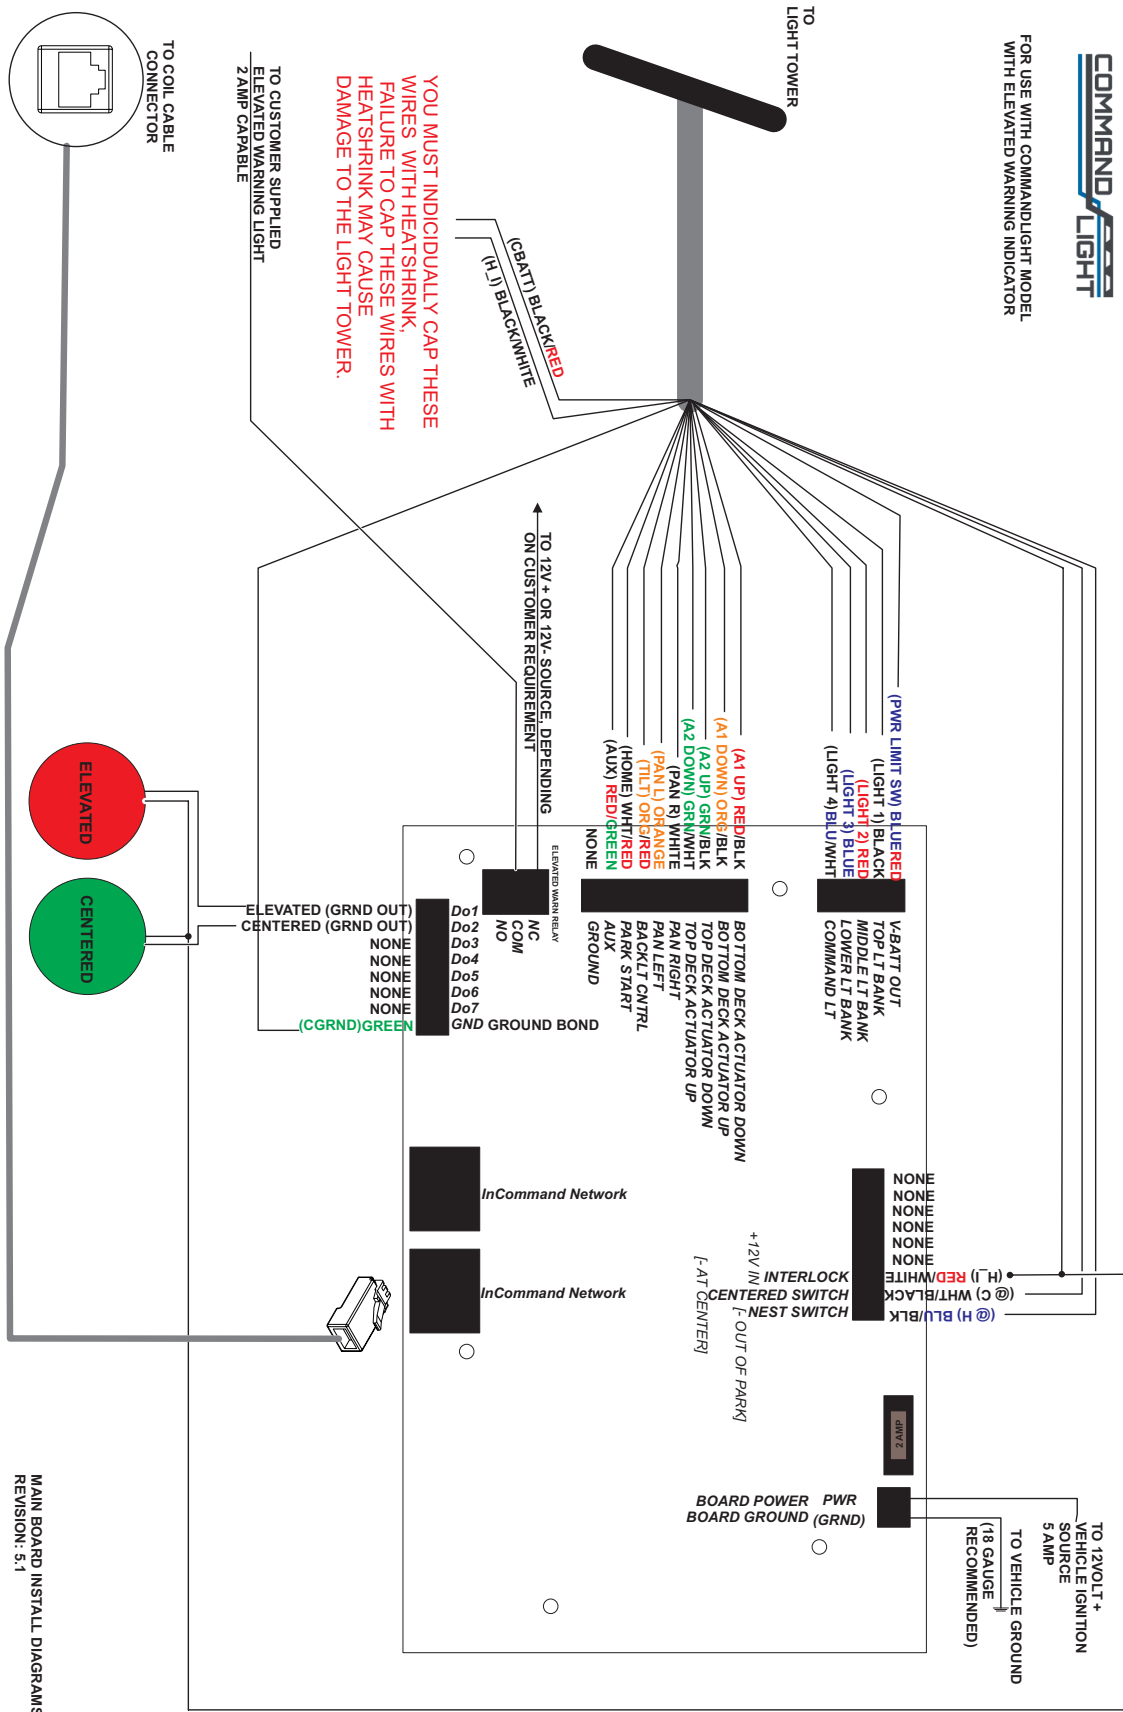 COMMAND LIGHT
FOR USE WITH COMMANDLIGHT MODEL
WITH ELEVATED WARNING INDICATOR
TO
LIGHT TOWER
YOU MUST INDICIDUALLY CAP THESE
WIRES WITH HEATSHRINK,
FAILURE TO CAP THESE WIRES WITH
HEATSHRINK MAY CAUSE
DAMAGE TO THE LIGHT TOWER.
(CBATT) BLACK/RED
(H_I) BLACK/WHITE
TO CUSTOMER SUPPLIED
ELEVATED WARNING LIGHT
2 AMP CAPABLE
TO COIL CABLE
CONNECTOR
TO 12V + OR 12V- SOURCE, DEPENDING
ON CUSTOMER REQUIREMENT
(PWR LIMIT SW) BLUERED
(LIGHT 1) BLACK
(LIGHT 2) RED
(LIGHT 3) BLUE
(LIGHT 4)BLU/WHT
V-BATT OUT
TOP LT BANK
MIDDLE LT BANK
LOWER LT BANK
COMMAND LT
(A1 UP) RED/BLK
(A1 DOWN) ORG/BLK
(A2 UP) GRN/BLK
(A2 DOWN) GRN/WHT
(PAN R) WHITE
(PAN L) ORANGE
(TILT) ORG/RED
(HOME) WHT/RED
(AUX) RED/GREEN
NONE
BOTTOM DECK ACTUATOR DOWN
BOTTOM DECK ACTUATOR UP
TOP DECK ACTUATOR DOWN
TOP DECK ACTUATOR UP
PAN RIGHT
PAN LEFT
BACKLT CNTRL
PARK START
AUX
GROUND
ELEVATED WARN RELAY
NC
COM
NO
ELEVATED
CENTERED
ELEVATED (GRND OUT)
CENTERED (GRND OUT)
NONE
NONE
NONE
NONE
NONE
(CGRND)GREEN
Do1
Do2
Do3
Do4
Do5
Do6
Do7
GND GROUND BOND
InCommand Network
InCommand Network
NONE
NONE
NONE
NONE
NONE
NONE
(H_I) RED/WHITE
(@ C) WHT/BLACK
(@ H) BLU/BLK
INTERLOCK
CENTERED SWITCH
NEST SWITCH
+12V IN
[- OUT OF PARK]
[- AT CENTER]
2 AMP
BOARD POWER PWR
BOARD GROUND (GRND)
TO 12VOLT +
VEHICLE IGNITION
SOURCE
5 AMP
TO VEHICLE GROUND
(18 GAUGE
RECOMMENDED)
MAIN BOARD INSTALL DIAGRAMS
REVISION: 5.1